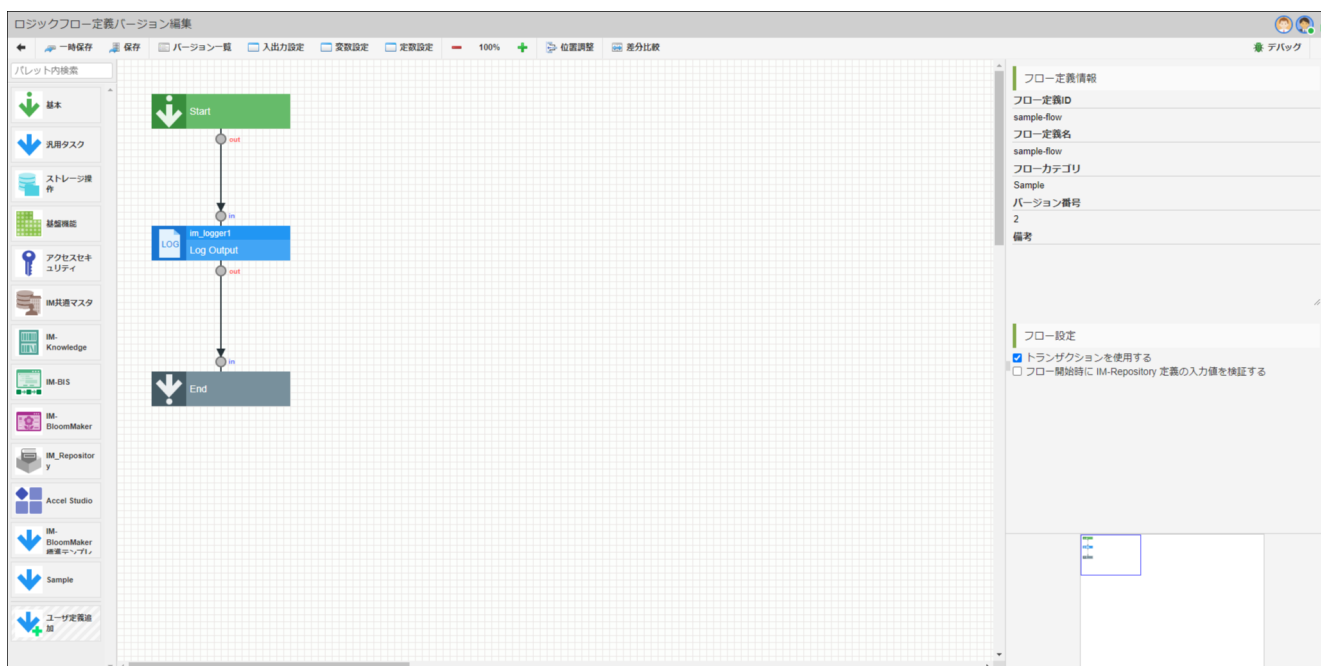 ロジックフロー定義バージョン編集
一時保存 保存 バージョン一覧 入出力設定 変数設定 定数設定 100% 位置調整 差分比較 デバッグ
パレット内検索
基本
汎用タスク
ストレージ操
作
基盤機能
アクセスセキ
ュリティ
IM共通マスタ
IM-
Knowledge
IM-BIS
IM-
BloomMaker
IM_Repositor
y
Accel Studio
IM-
BloomMaker
Sample
ユーザ定義追
加
Start
out
in
im_logger1
LOG
Log Output
out
in
End
フロー定義情報
フロー定義ID
sample-flow
フロー定義名
sample-flow
フローカテゴリ
Sample
バージョン番号
2
備考
フロー設定
トランザクションを使用する
フロー開始時に IM-Repository 定義の入力値を検証する